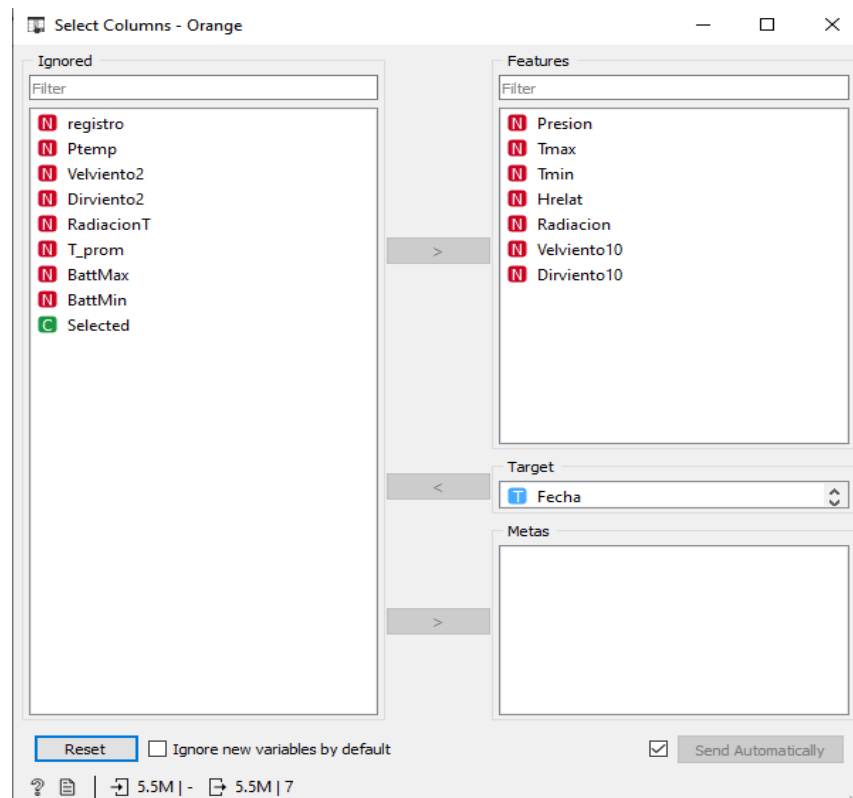 Select Columns - Orange
Ignored
Filter
N registro
N Ptemp
N Velviento2
N Dirviento2
N RadiacionT
N T_prom
N BattMax
N BattMin
C Selected
>
<
>
Features
Filter
N Presion
N Tmax
N Tmin
N Hrelat
N Radiacion
N Velviento10
N Dirviento10
Target
T Fecha
Metas
Reset
Ignore new variables by default
Send Automatically
? 5.5M | - 5.5M | 7